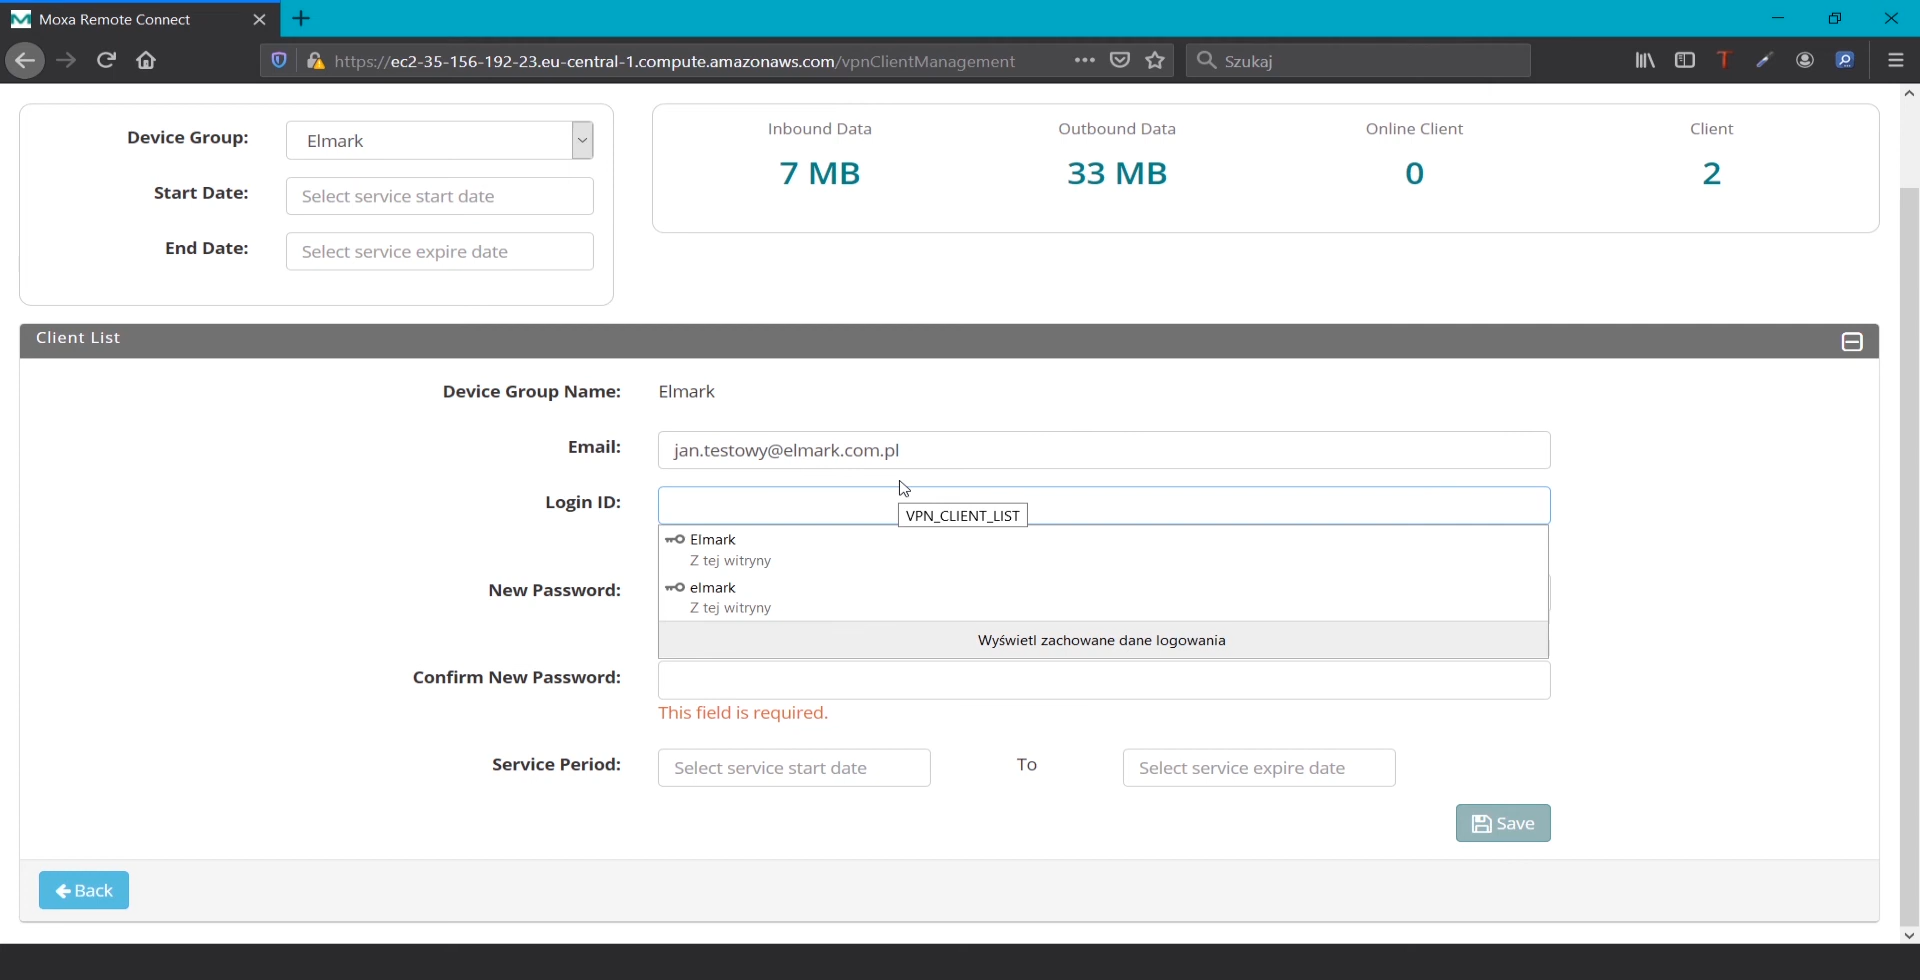 Moxa Remote Connect
https://ec2-35-156-192-23.eu-central-1.compute.amazonaws.com/vpnClientManagement
Szukaj
Device Group:
Elmark
Start Date:
Select service start date
End Date:
Select service expire date
Inbound Data
Outbound Data
Online Client
Client
7 MB
33 MB
0
2
Client List
Device Group Name:
Elmark
Email:
jan.testowy@elmark.com.pl
Login ID:
VPN_CLIENT_LIST
Elmark
Z tej witryny
elmark
Z tej witryny
Wyświetl zachowane dane logowania
New Password:
Confirm New Password:
This field is required.
Service Period:
Select service start date
To
Select service expire date
Save
Back